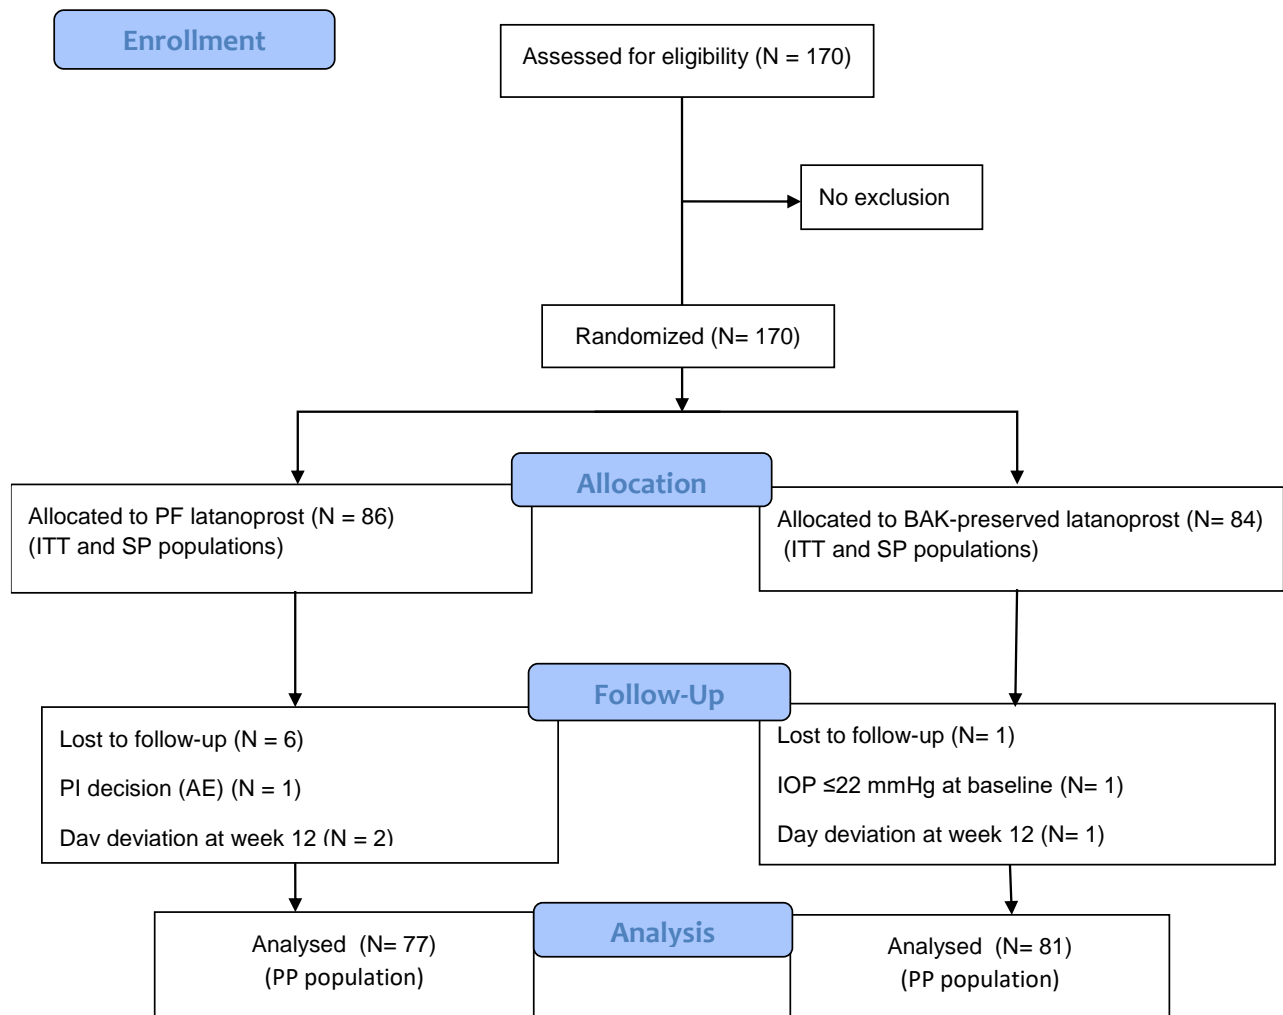 Enrollment
Assessed for eligibility (N = 170)
No exclusion
Randomized (N= 170)
Allocation
Allocated to PF latanoprost (N = 86)
(ITT and SP populations)
Allocated to BAK-preserved latanoprost (N= 84)
(ITT and SP populations)
Follow-Up
Lost to follow-up (N = 6)
PI decision (AE) (N = 1)
Day deviation at week 12 (N = 2)
Lost to follow-up (N= 1)
IOP ≤22 mmHg at baseline (N= 1)
Day deviation at week 12 (N= 1)
Analysis
Analysed (N= 77)
(PP population)
Analysed (N= 81)
(PP population)